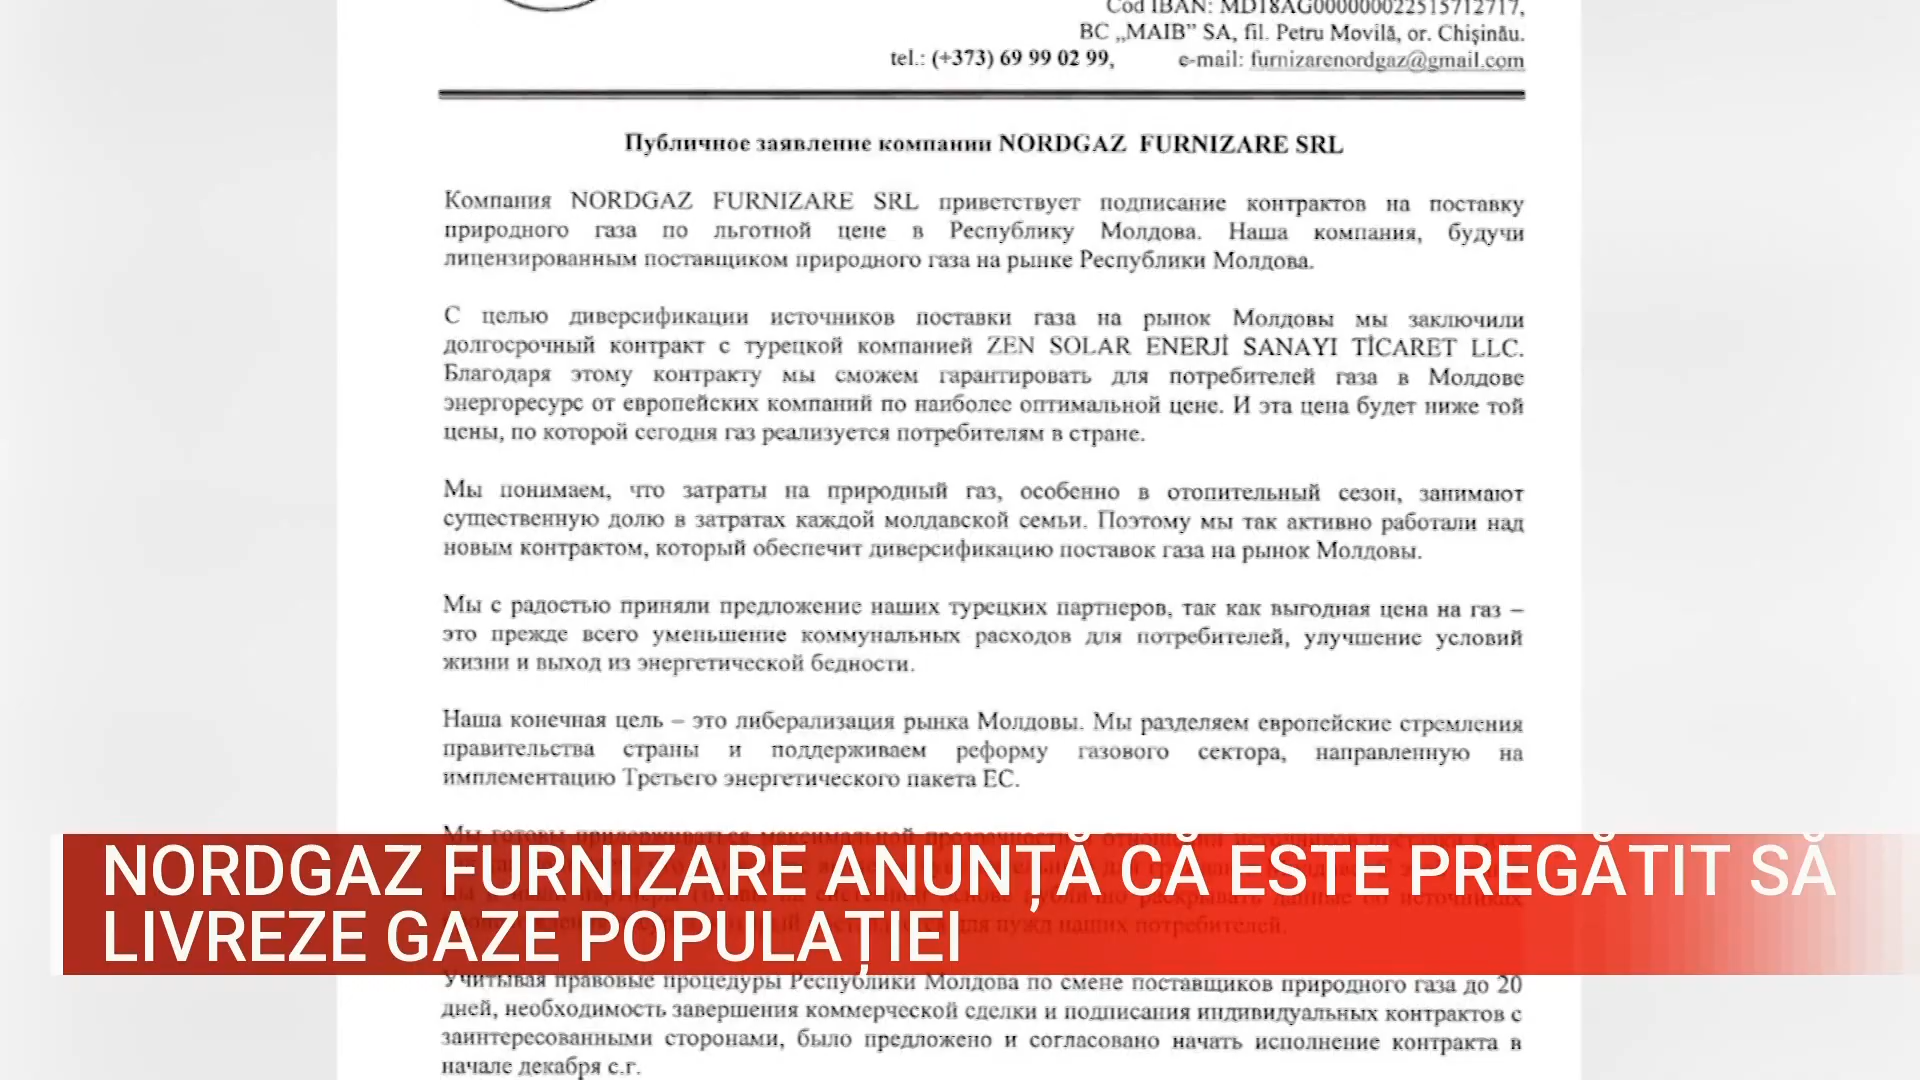 Cod IBAN: MD18AG000000022515712717,
BC „MAIB” SA, fil. Petru Movilă, or. Chişinău.
tel.: (+373) 69 99 02 99, e-mail: furnizarenordgaz@gmail.com
Публичное заявление компании NORDGAZ FURNIZARE SRL
Компания NORDGAZ FURNIZARE SRL приветствует подписание контрактов на поставку
природного газа по льготной цене в Республику Молдова. Наша компания, будучи
лицензированным поставщиком природного газа на рынке Республики Молдова.
С целью диверсификации источников поставки газа на рынок Молдовы мы заключили
долгосрочный контракт с турецкой компанией ZEN SOLAR ENERJİ SANAYI TİCARET LLC.
Благодаря этому контракту мы сможем гарантировать для потребителей газа в Молдове
энергоресурс от европейских компаний по наиболее оптимальной цене. И эта цена будет ниже той
цены, по которой сегодня газ реализуется потребителям в стране.
Мы понимаем, что затраты на природный газ, особенно в отопительный сезон, занимают
существенную долю в затратах каждой молдавской семьи. Поэтому мы так активно работали над
новым контрактом, который обеспечит диверсификацию поставок газа на рынок Молдовы.
Мы с радостью приняли предложение наших турецких партнеров, так как выгодная цена на газ –
это прежде всего уменьшение коммунальных расходов для потребителей, улучшение условий
жизни и выход из энергетической бедности.
Наша конечная цель – это либерализация рынка Молдовы. Мы разделяем европейские стремления
правительства страны и поддерживаем реформу газового сектора, направленную на
имплементацию Третьего энергетического пакета ЕС.
Мы готовы придерживаться максимальной прозрачности
NORDGAZ FURNIZARE ANUNȚĂ CĂ ESTE PREGĂTIT SĂ
LIVREZE GAZE POPULAȚIEI
для нужд наших потребителей.
Учитывая правовые процедуры Республики Молдова по смене поставщиков природного газа до 20
дней, необходимость завершения коммерческой сделки и подписания индивидуальных контрактов с
заинтересованными сторонами, было предложено и согласовано начать исполнение контракта в
начале декабря с.г.